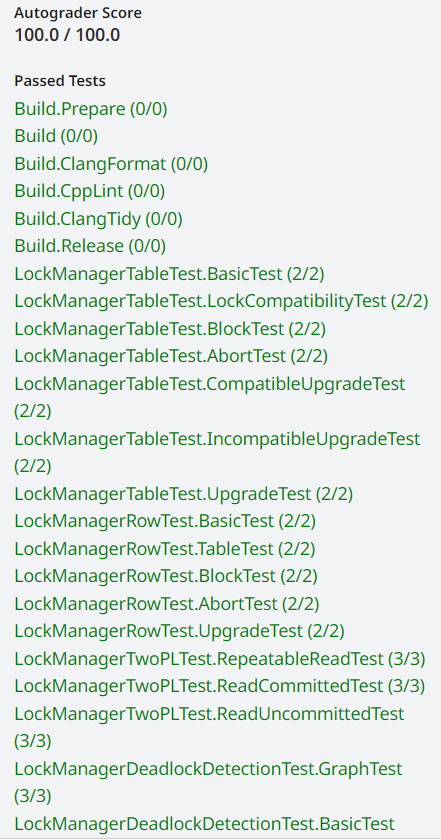 Autograder Score
100.0 / 100.0
Passed Tests
Build.Prepare (0/0)
Build (0/0)
Build.ClangFormat (0/0)
Build.CppLint (0/0)
Build.ClangTidy (0/0)
Build.Release (0/0)
LockManagerTableTest.BasicTest (2/2)
LockManagerTableTest.LockCompatibilityTest (2/2)
LockManagerTableTest.BlockTest (2/2)
LockManagerTableTest.AbortTest (2/2)
LockManagerTableTest.CompatibleUpgradeTest
(2/2)
LockManagerTableTest.IncompatibleUpgradeTest
(2/2)
LockManagerTableTest.UpgradeTest (2/2)
LockManagerRowTest.BasicTest (2/2)
LockManagerRowTest.TableTest (2/2)
LockManagerRowTest.BlockTest (2/2)
LockManagerRowTest.AbortTest (2/2)
LockManagerRowTest.UpgradeTest (2/2)
LockManagerTwoPLTest.RepeatableReadTest (3/3)
LockManagerTwoPLTest.ReadCommittedTest (3/3)
LockManagerTwoPLTest.ReadUncommittedTest
(3/3)
LockManagerDeadlockDetectionTest.GraphTest
(3/3)
LockManagerDeadlockDetectionTest.BasicTest